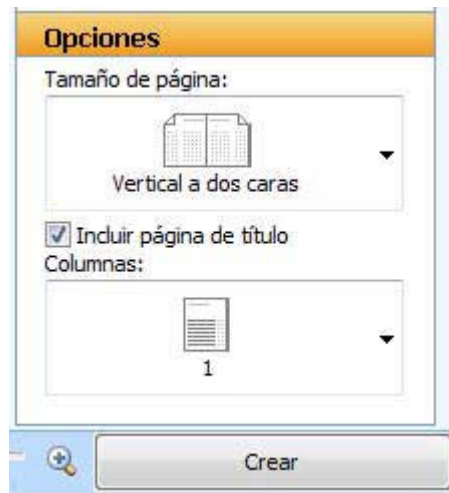 Opciones
Tamaño de página:
Vertical a dos caras
Incluir página de título
Columnas:
1
Crear